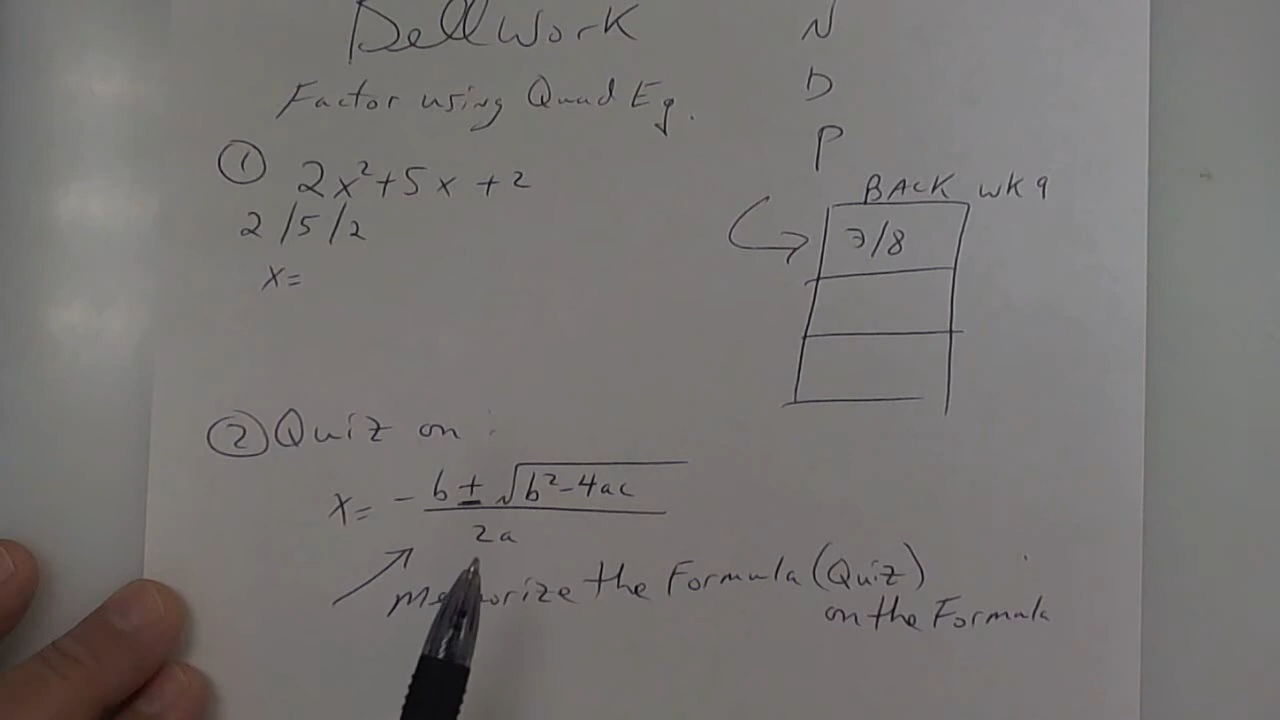 Bellwork
Factor using Quad Eq.
① 2x²+5x+2
2/5/2
x=
N
D
P
BACK WK 9
7/8
② Quiz on :
x= -b±√b²-4ac
2a
Memorize the Formula (Quiz)
on the Formula